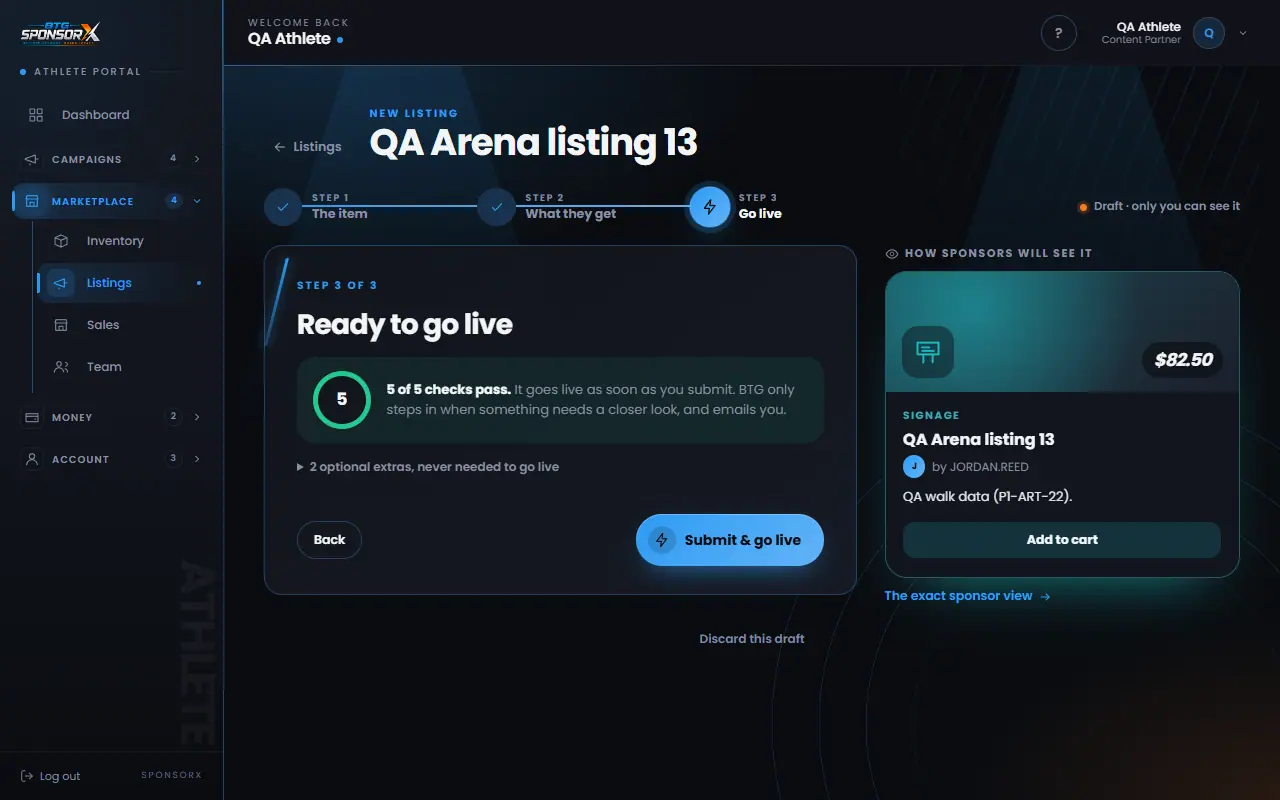 BTG
SPONSORX
ATHLETE PORTAL
Dashboard
CAMPAIGNS 4
MARKETPLACE 4
Inventory
Listings
Sales
Team
MONEY 2
ACCOUNT 3
ATHLETE
Log out
SPONSORX
WELCOME BACK
QA Athlete
?
QA Athlete
Content Partner
Q
NEW LISTING
Listings
QA Arena listing 13
STEP 1
The item
STEP 2
What they get
STEP 3
Go live
Draft · only you can see it
STEP 3 OF 3
Ready to go live
5
5 of 5 checks pass. It goes live as soon as you submit. BTG only
steps in when something needs a closer look, and emails you.
2 optional extras, never needed to go live
Back
Submit & go live
Discard this draft
HOW SPONSORS WILL SEE IT
$82.50
SIGNAGE
QA Arena listing 13
J by JORDAN.REED
QA walk data (P1-ART-22).
Add to cart
The exact sponsor view →